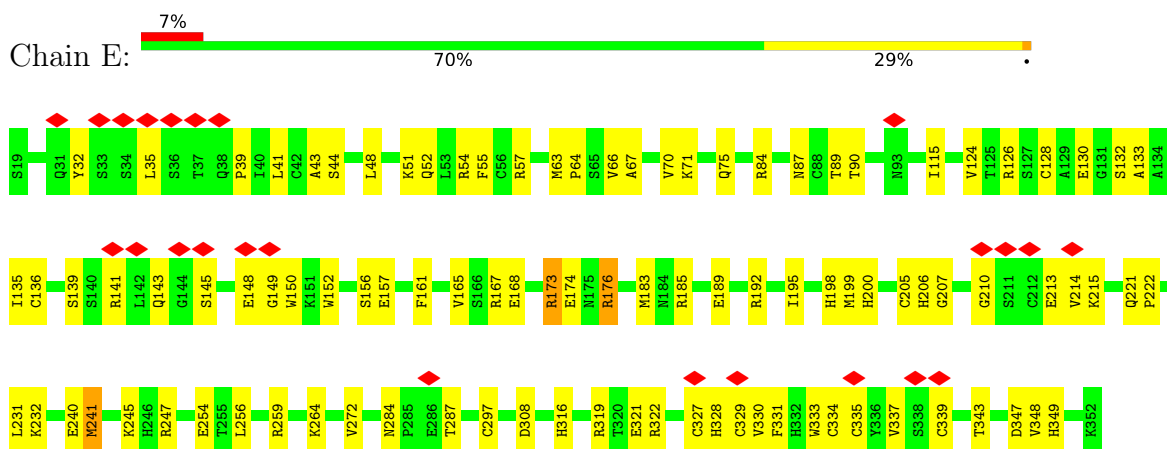 7%
Chain E:
70% 29% •
S19 Q31 Y32 S33 S34 L35 S36 T37 Q38 P39 I40 L41 C42 A43 S44 L48 K51 Q52 L53 R54 F55 C56 R57 M63 P64 S65 V66 A67 V70 K71 Q75 R84 N87 C88 T89 T90 N93 I115 V124 T125 R126 S127 C128 A129 E130 G131 S132 A133 A134
I135 C136 S139 S140 R141 L142 Q143 G144 S145 E148 G149 W150 K151 W152 S156 E157 F161 V165 S166 R167 E168 R173 E174 N175 R176 M183 N184 R185 E189 R192 I195 H198 M199 H200 C205 H206 G207 G210 S211 C212 E213 V214 K215 Q221 P222
L231 K232 E240 M241 K245 H246 R247 E254 T255 L256 R259 K264 V272 N284 P285 E286 T287 C297 D308 H316 R319 T320 E321 R322 C327 H328 C329 V330 F331 H332 W333 C334 C335 Y336 V337 S338 C339 T343 D347 V348 H349 K352